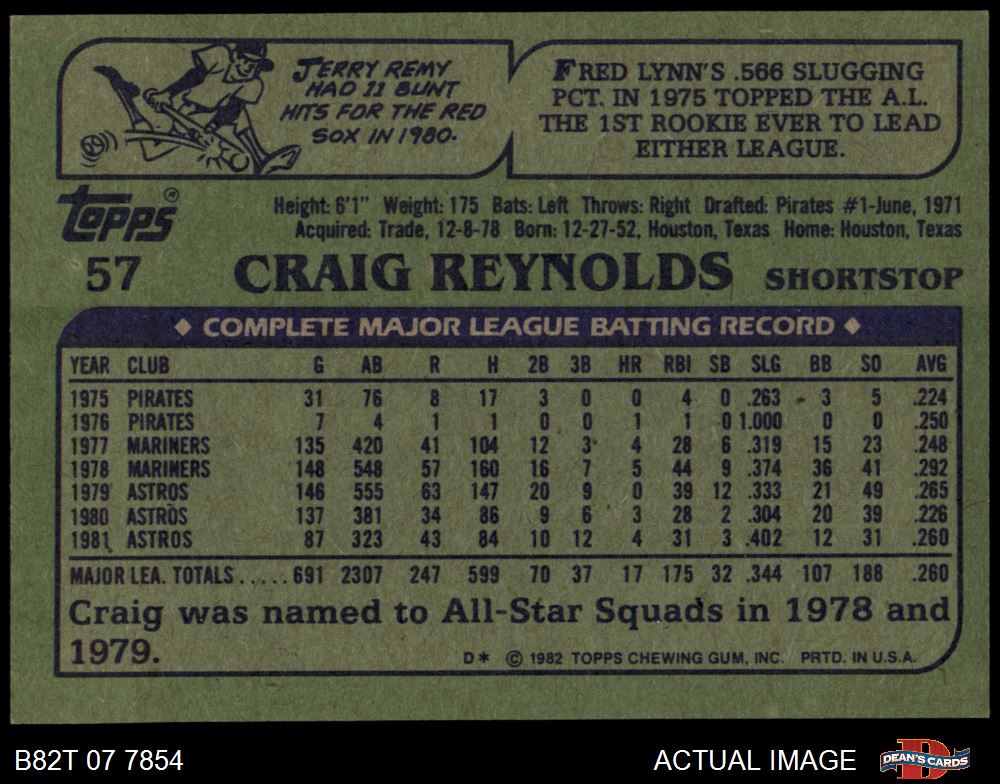 JERRY REMY
HAD 11 BUNT
HITS FOR THE RED
SOX IN 1980.
FRED LYNN'S .566 SLUGGING
PCT. IN 1975 TOPPED THE A.L.
THE 1ST ROOKIE EVER TO LEAD
EITHER LEAGUE.
Topps®
Height: 6'1" Weight: 175 Bats: Left Throws: Right Drafted: Pirates #1-June, 1971
Acquired: Trade, 12-8-78 Born: 12-27-52, Houston, Texas Home: Houston, Texas
57 CRAIG REYNOLDS SHORTSTOP
◆ COMPLETE MAJOR LEAGUE BATTING RECORD ◆
YEAR CLUB G AB R H 2B 3B HR RBI SB SLG BB SO AVG
1975 PIRATES 31 76 8 17 3 0 0 4 0 .263 3 5 .224
1976 PIRATES 7 4 1 1 0 0 1 1 0 1.000 0 0 .250
1977 MARINERS 135 420 41 104 12 3 4 28 6 .319 15 23 .248
1978 MARINERS 148 548 57 160 16 7 5 44 9 .374 36 41 .292
1979 ASTROS 146 555 63 147 20 9 0 39 12 .333 21 49 .265
1980 ASTROS 137 381 34 86 9 6 3 28 2 .304 20 39 .226
1981 ASTROS 87 323 43 84 10 12 4 31 3 .402 12 31 .260
MAJOR LEA. TOTALS.....691 2307 247 599 70 37 17 175 32 .344 107 188 .260
Craig was named to All-Star Squads in 1978 and
1979.
D* © 1982 TOPPS CHEWING GUM, INC. PRTD. IN U.S.A.
B82T 07 7854 ACTUAL IMAGE DEAN'S CARDS